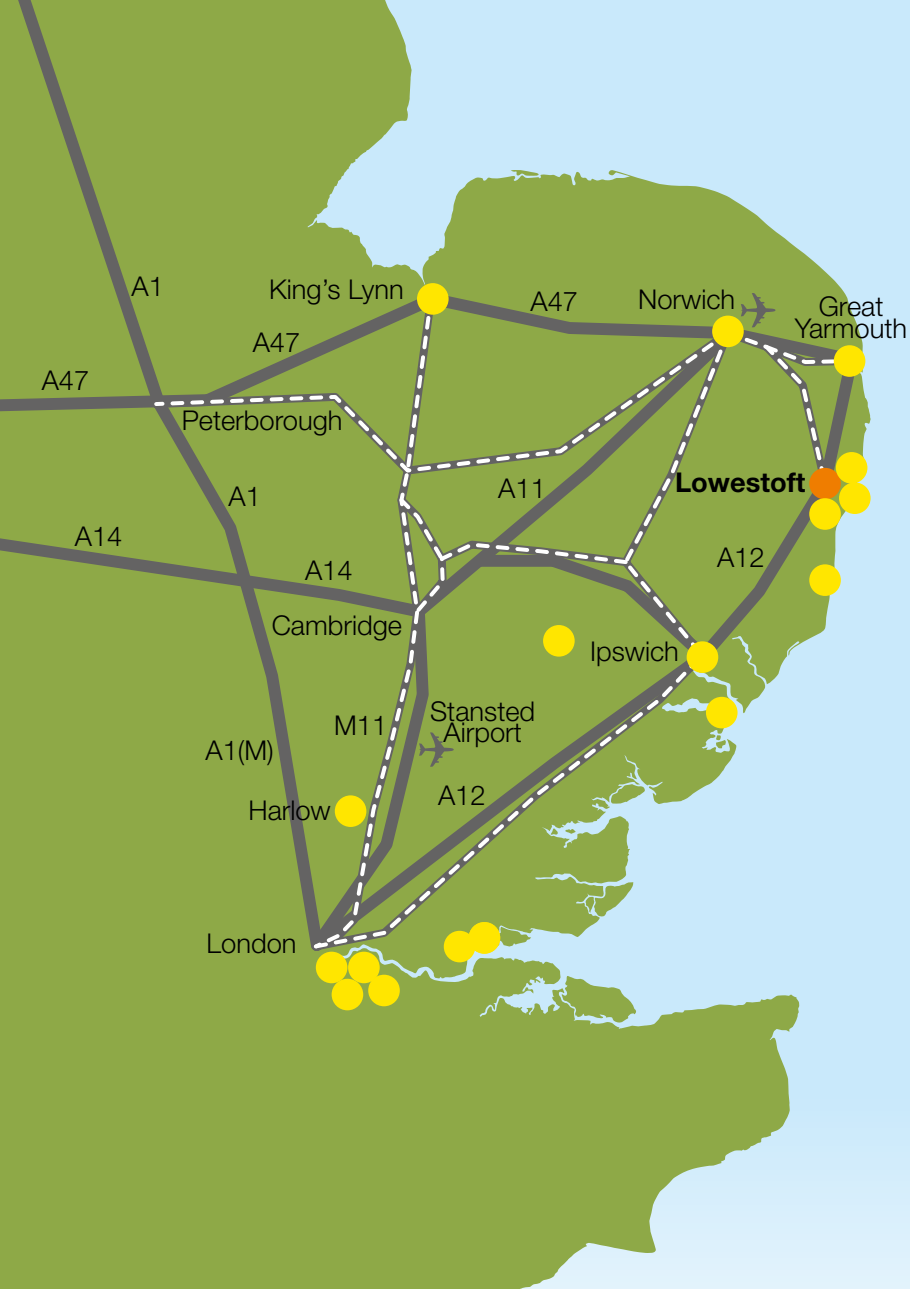 A1
King's Lynn
A47
Norwich
Great
Yarmouth
A47
A47
Peterborough
A11
Lowestoft
A1
A14
A14
A12
Cambridge
Ipswich
M11
Stansted
Airport
A1(M)
A12
Harlow
London